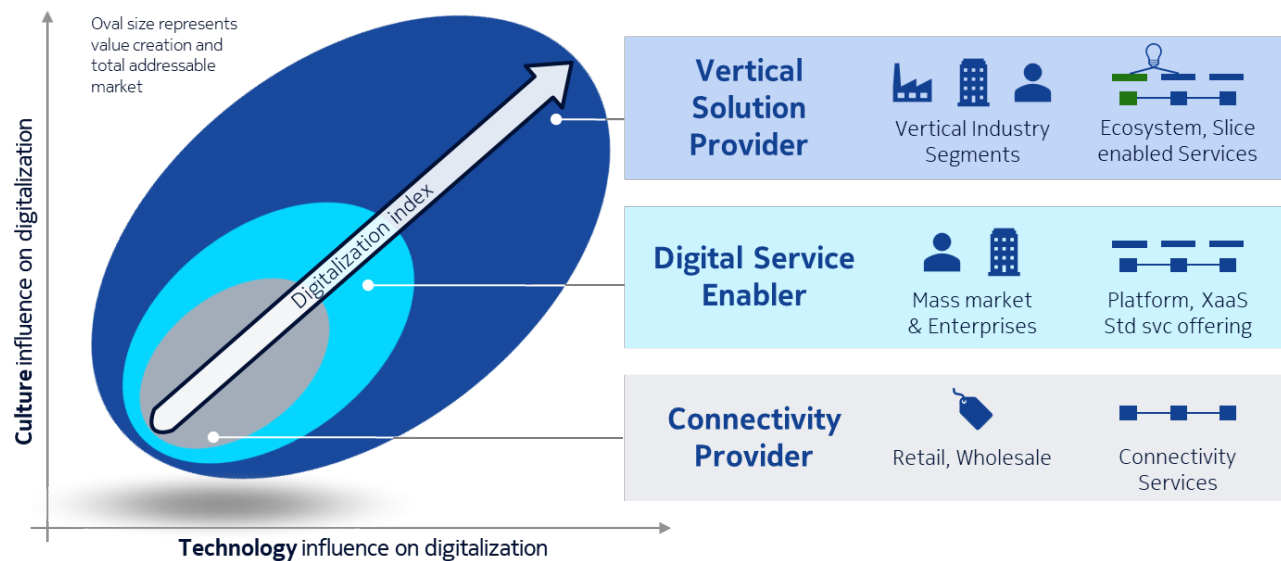 Oval size represents
value creation and
total addressable
market
Culture influence on digitalization
Technology influence on digitalization
Digitalization index
Vertical
Solution
Provider
Vertical Industry
Segments
Ecosystem, Slice
enabled Services
Digital Service
Enabler
Mass market
& Enterprises
Platform, XaaS
Std svc offering
Connectivity
Provider
Retail, Wholesale
Connectivity
Services